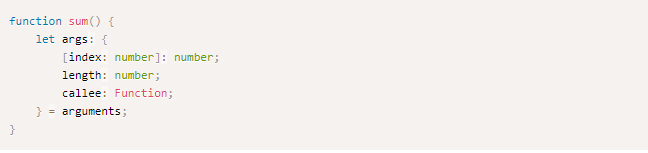 function sum() {
    let args: {
        [index: number]: number;
        length: number;
        callee: Function;
    } = arguments;
}